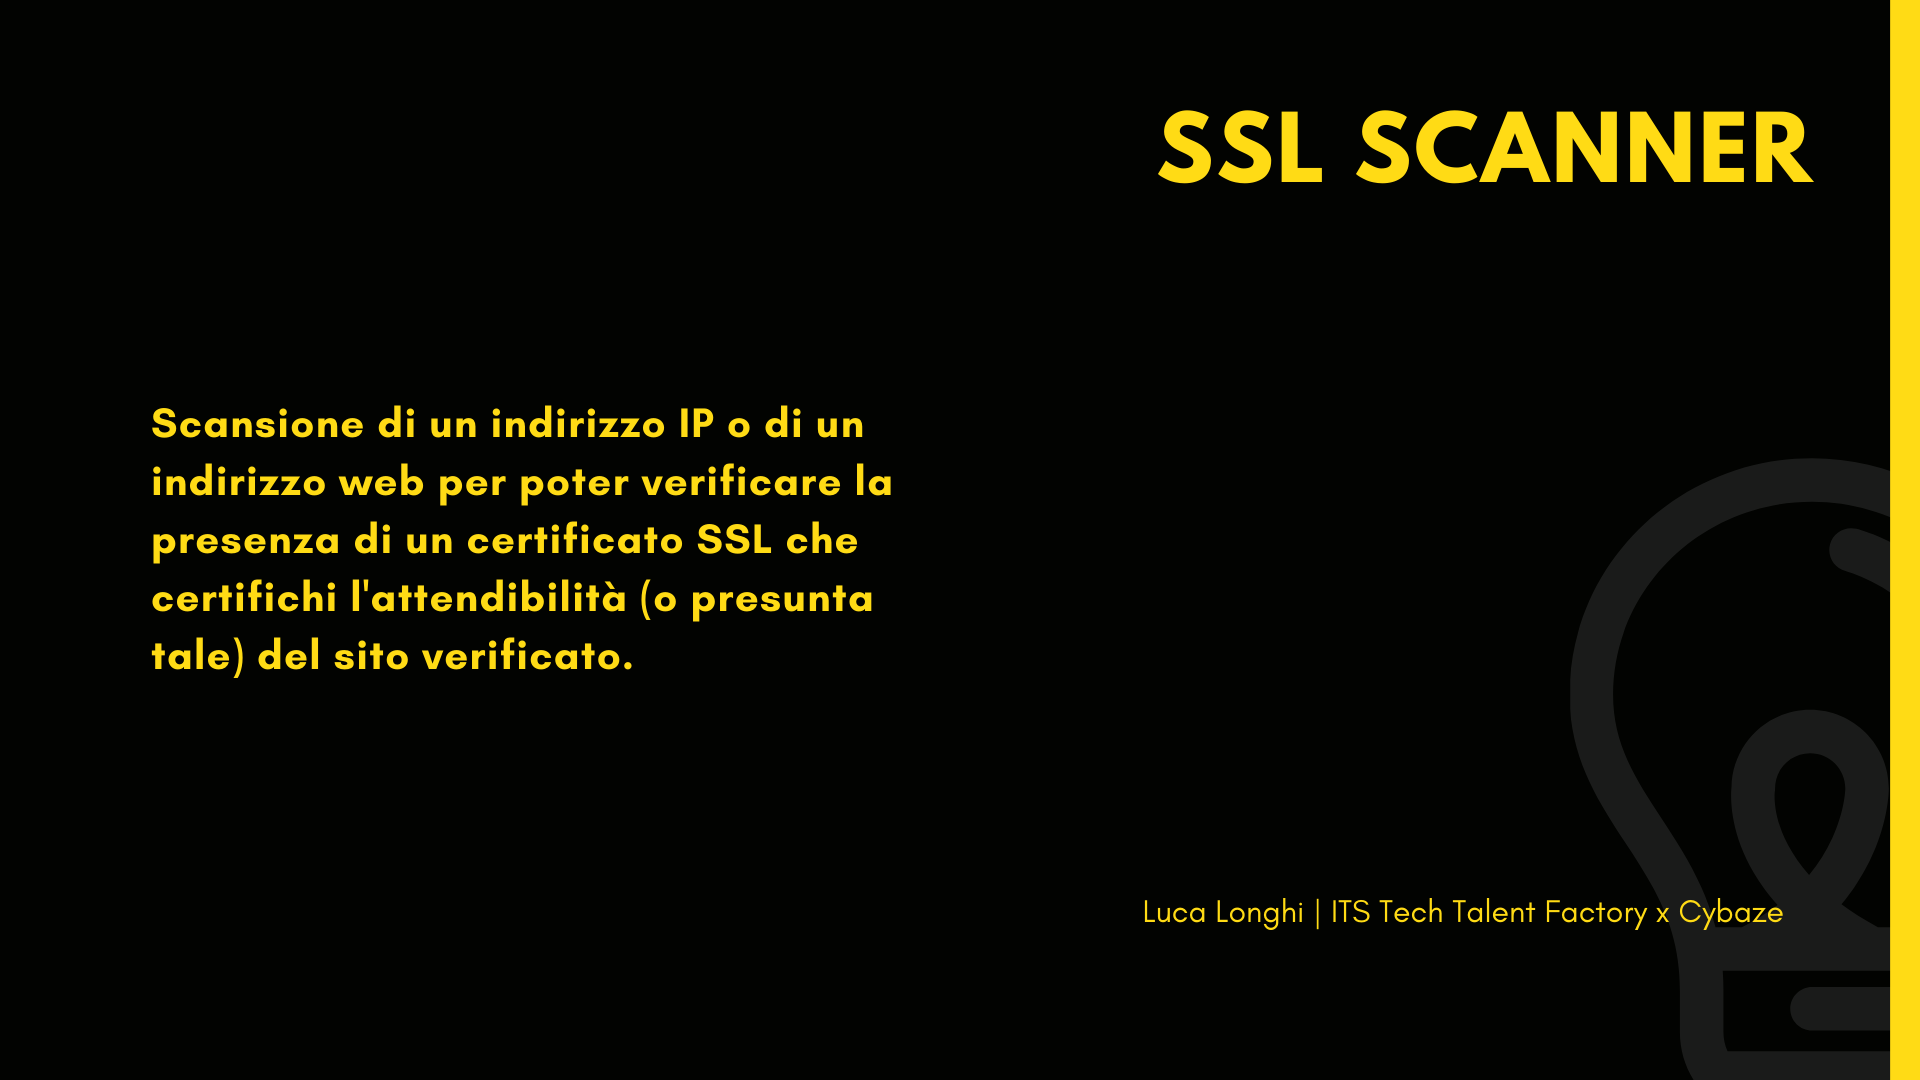 SSL SCANNER
Scansione di un indirizzo IP o di un
indirizzo web per poter verificare la
presenza di un certificato SSL che
certifichi l'attendibilità (o presunta
tale) del sito verificato.
Luca Longhi | ITS Tech Talent Factory x Cybaze